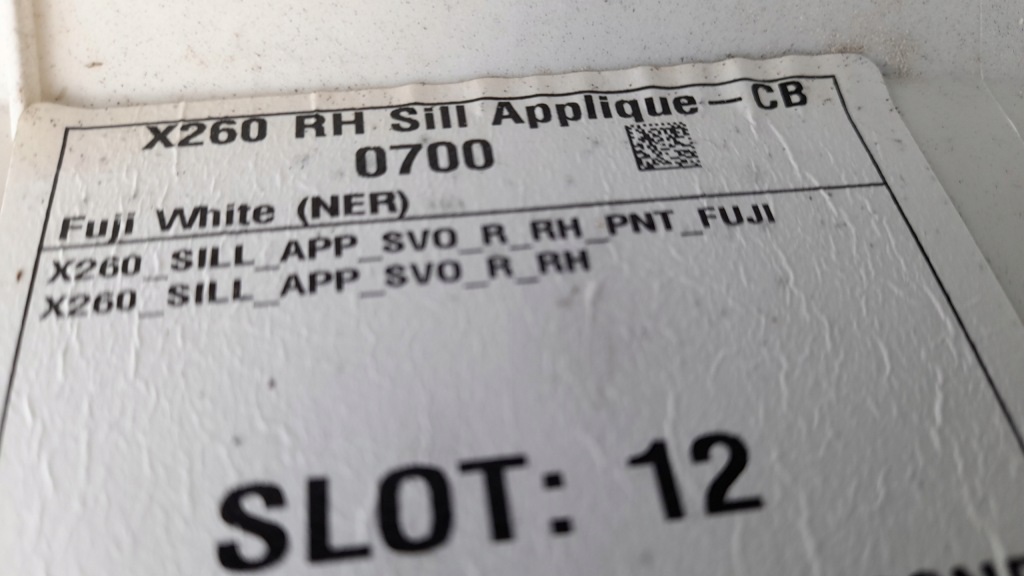 X260 RH Sill Applique-CB
0700
Fuji White (NER)
X260_SILL_APP_SVO_R_RH_PNT_FUJI
X260_SILL_APP_SVO_R_RH
SLOT: 12